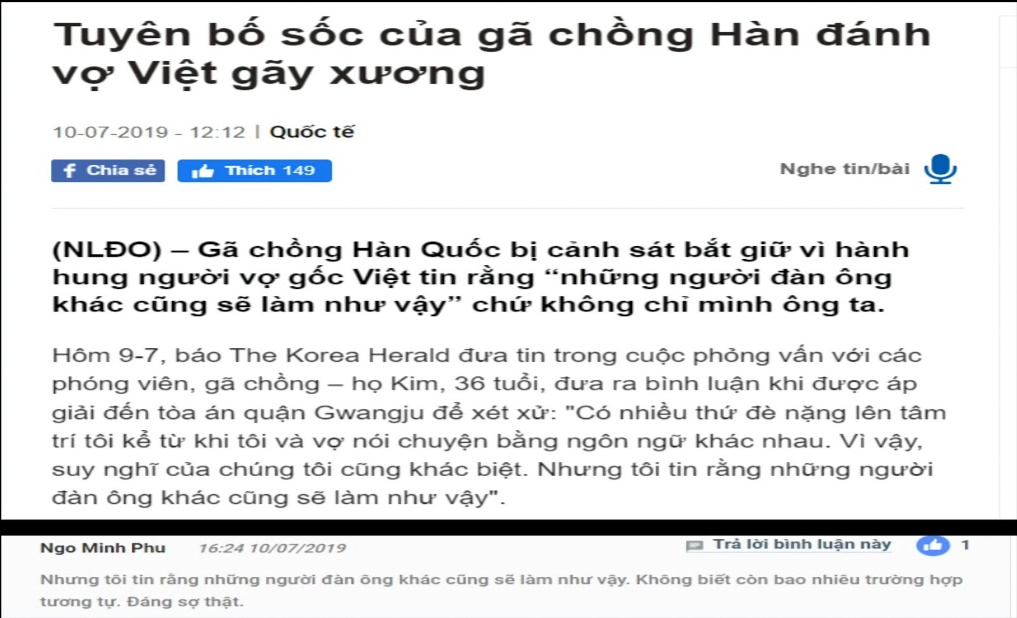 Tuyên bố sốc của gã chồng Hàn đánh
vợ Việt gãy xương
10-07-2019 - 12:12 | Quốc tế
f Chia sẻ Thích 149 Nghe tin/bài
(NLĐO) – Gã chồng Hàn Quốc bị cảnh sát bắt giữ vì hành
hung người vợ gốc Việt tin rằng “những người đàn ông
khác cũng sẽ làm như vậy” chứ không chỉ mình ông ta.
Hôm 9-7, báo The Korea Herald đưa tin trong cuộc phỏng vấn với các
phóng viên, gã chồng – họ Kim, 36 tuổi, đưa ra bình luận khi được áp
giải đến tòa án quận Gwangju để xét xử: "Có nhiều thứ đè nặng lên tâm
trí tôi kể từ khi tôi và vợ nói chuyện bằng ngôn ngữ khác nhau. Vì vậy,
suy nghĩ của chúng tôi cũng khác biệt. Nhưng tôi tin rằng những người
đàn ông khác cũng sẽ làm như vậy".
Ngo Minh Phu 16:24 10/07/2019 Trả lời bình luận này 1
Nhưng tôi tin rằng những người đàn ông khác cũng sẽ làm như vậy. Không biết còn bao nhiêu trường hợp
tương tự. Đáng sợ thật.